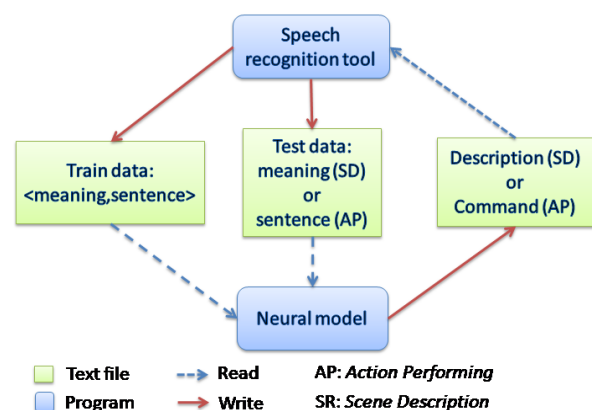 Speech
recognition tool
Train data:
<meaning,sentence>
Test data:
meaning (SD)
or
sentence (AP)
Description (SD)
or
Command (AP)
Neural model
Text file
Read
AP: Action Performing
Program
Write
SR: Scene Description